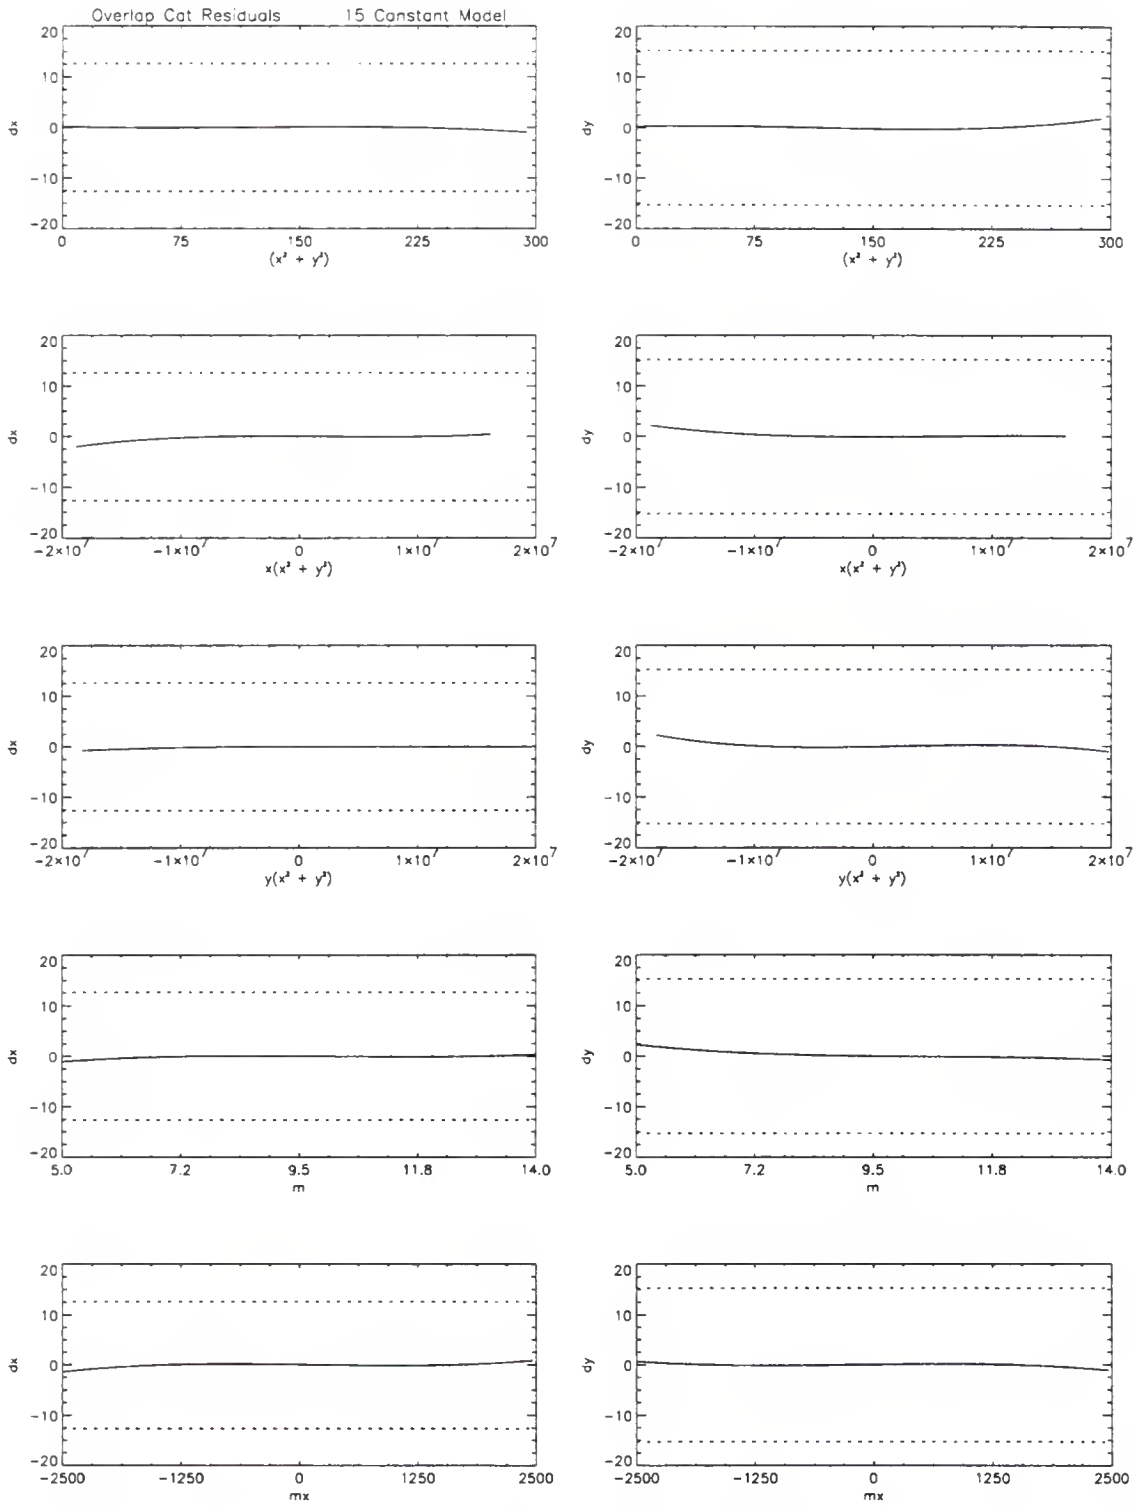 Overlap Cat Residuals 15 Constant Model
20
10
0
-10
-20
dx
0 75 150 225 300
(x² + y²)
20
10
0
-10
-20
dy
0 75 150 225 300
(x² + y²)
20
10
0
-10
-20
dx
-2×10⁷ -1×10⁷ 0 1×10⁷ 2×10⁷
x(x² + y²)
20
10
0
-10
-20
dy
-2×10⁷ -1×10⁷ 0 1×10⁷ 2×10⁷
x(x² + y²)
20
10
0
-10
-20
dx
-2×10⁷ -1×10⁷ 0 1×10⁷ 2×10⁷
y(x² + y²)
20
10
0
-10
-20
dy
-2×10⁷ -1×10⁷ 0 1×10⁷ 2×10⁷
y(x² + y²)
20
10
0
-10
-20
dx
5.0 7.2 9.5 11.8 14.0
m
20
10
0
-10
-20
dy
5.0 7.2 9.5 11.8 14.0
m
20
10
0
-10
-20
dx
-2500 -1250 0 1250 2500
mx
20
10
0
-10
-20
dy
-2500 -1250 0 1250 2500
mx